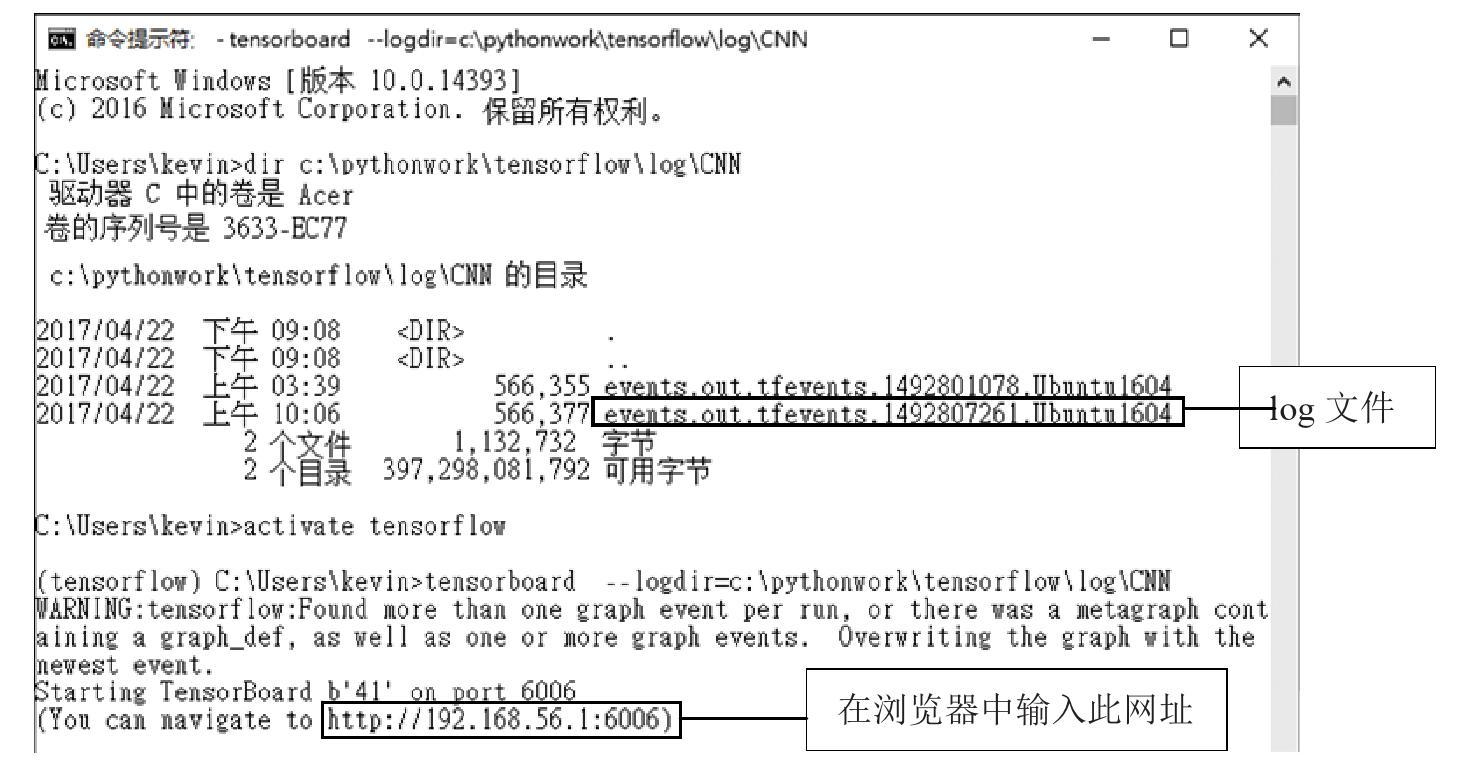 命令提示符: - tensorboard --logdir=c:\pythonwork\tensorflow\log\CNN
Microsoft Windows [版本 10.0.14393]
(c) 2016 Microsoft Corporation. 保留所有权利。
C:\Users\kevin>dir c:\pythonwork\tensorflow\log\CNN
驱动器 C 中的卷是 Acer
卷的序列号是 3633-EC77
c:\pythonwork\tensorflow\log\CNN 的目录
2017/04/22 下午 09:08 <DIR> .
2017/04/22 下午 09:08 <DIR> ..
2017/04/22 上午 03:39 566,355 events.out.tfevents.1492801078.Ubuntu1604
2017/04/22 上午 10:06 566,377 events.out.tfevents.1492807261.Ubuntu1604
log 文件
2 个文件 1,132,732 字节
2 个目录 397,298,081,792 可用字节
C:\Users\kevin>activate tensorflow
(tensorflow) C:\Users\kevin>tensorboard --logdir=c:\pythonwork\tensorflow\log\CNN
WARNING:tensorflow:Found more than one graph event per run, or there was a metagraph cont
aining a graph_def, as well as one or more graph events. Overwriting the graph with the
newest event.
Starting TensorBoard b'41' on port 6006
(You can navigate to http://192.168.56.1:6006)
在浏览器中输入此网址